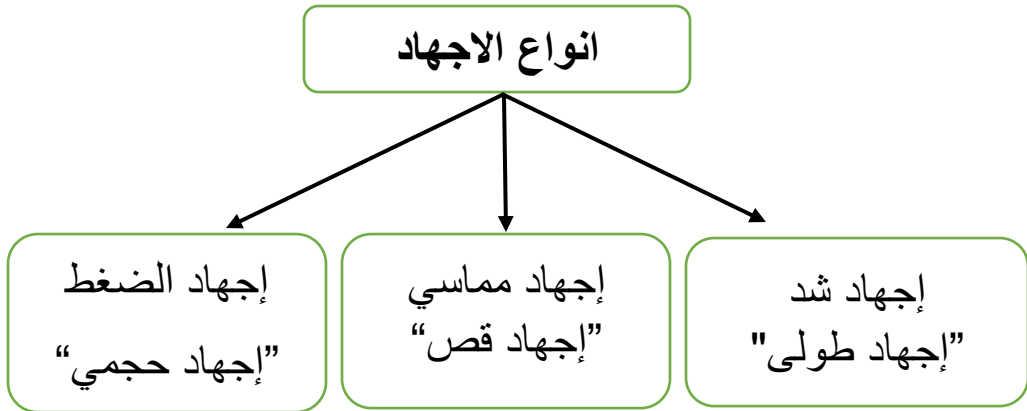 انواع الاجهاد
إجهاد شد
”إجهاد طولى"
إجهاد مماسي
”إجهاد قص“
إجهاد الضغط
”إجهاد حجمي“